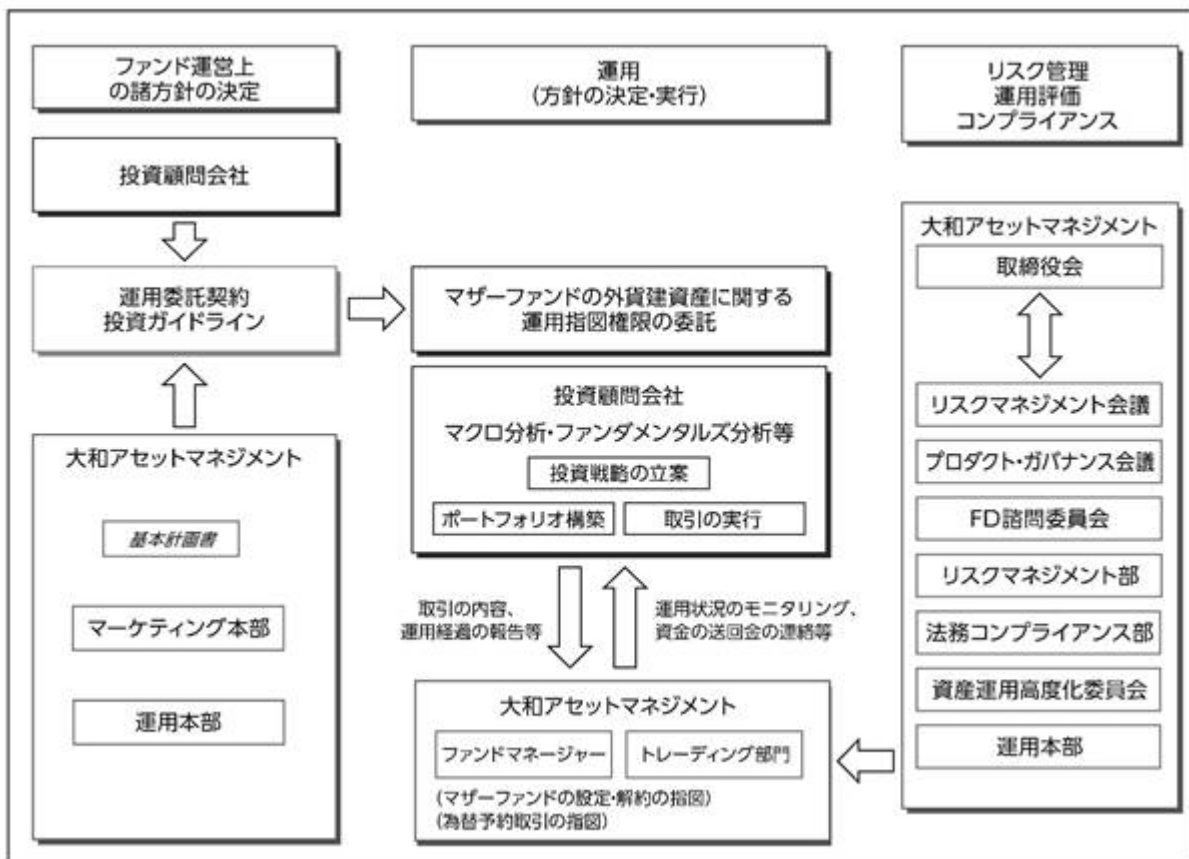 ファンド運営上
の諸方針の決定
投資顧問会社
運用委託契約
投資ガイドライン
大和アセットマネジメント
基本計画書
マーケティング本部
運用本部
運用
(方針の決定・実行)
マザーファンドの外貨建資産に関する
運用指図権限の委託
投資顧問会社
マクロ分析・ファンダメンタルズ分析等
投資戦略の立案
ポートフォリオ構築
取引の実行
取引の内容、
運用経過の報告等
運用状況のモニタリング、
資金の送回金の連絡等
大和アセットマネジメント
ファンドマネージャー
トレーディング部門
(マザーファンドの設定・解約の指図)
(為替予約取引の指図)
リスク管理
運用評価
コンプライアンス
大和アセットマネジメント
取締役会
リスクマネジメント会議
プロダクト・ガバナンス会議
FD諮問委員会
リスクマネジメント部
法務コンプライアンス部
資産運用高度化委員会
運用本部